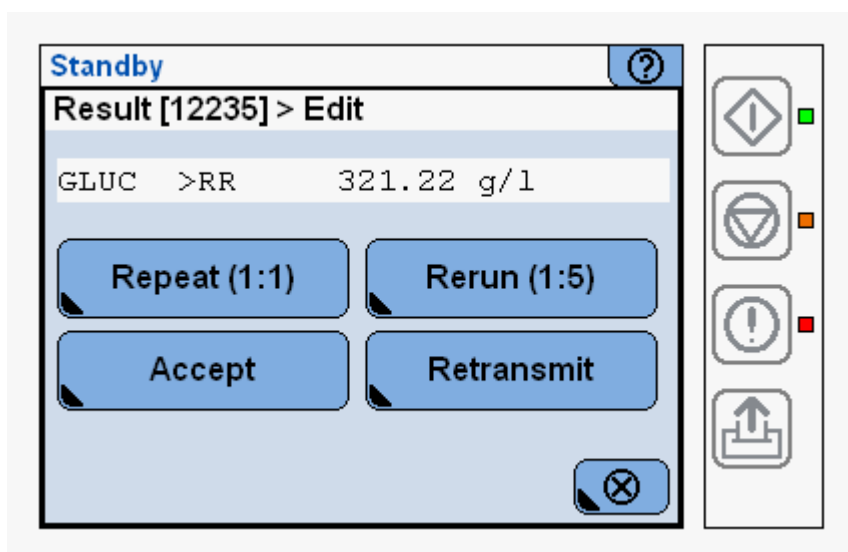 Standby
Result [12235] > Edit
GLUC >RR 321.22 g/l
Repeat (1:1) Rerun (1:5)
Accept Retransmit